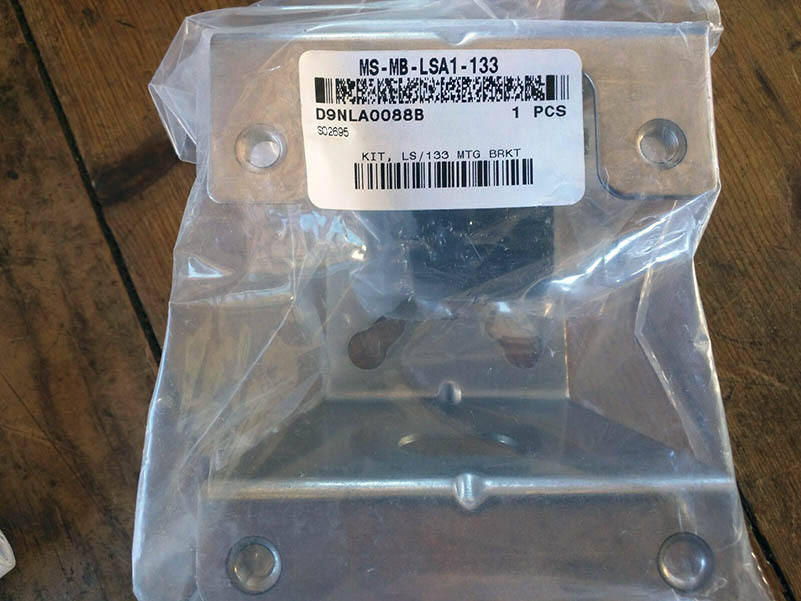 MS-MB-LSA1-133
D9NLA0088B 1 PCS
SO2695
KIT, LS/133 MTG BRKT